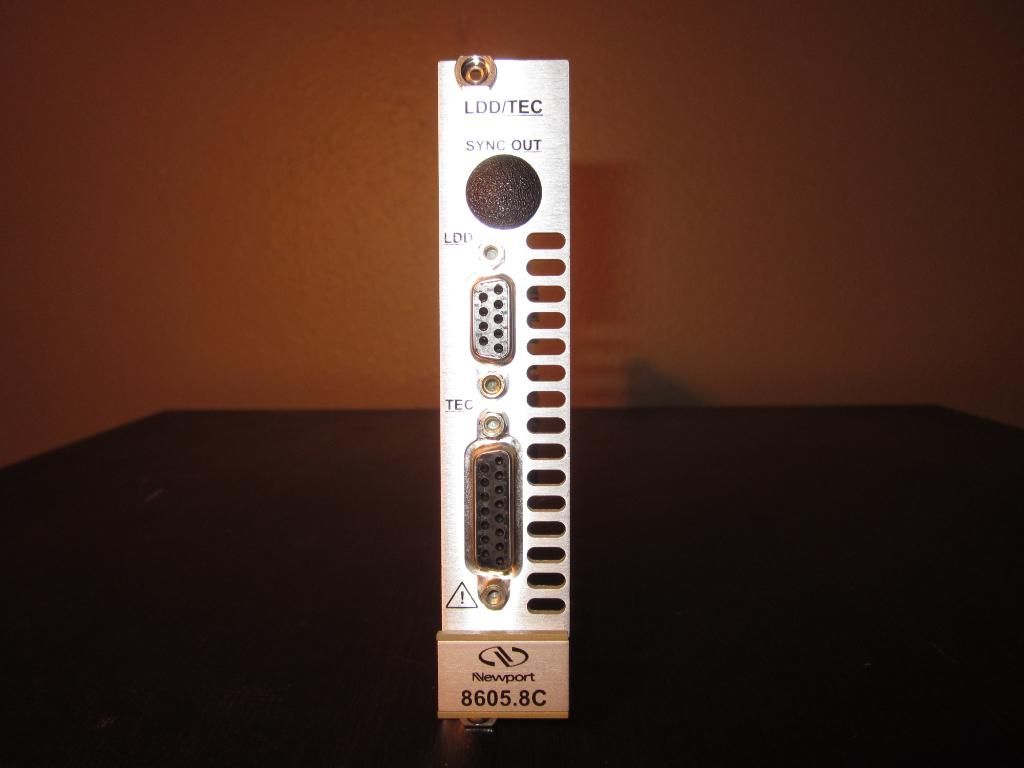 LDD/TEC
SYNC OUT
LDD
TEC
!
Newport
8605.8C